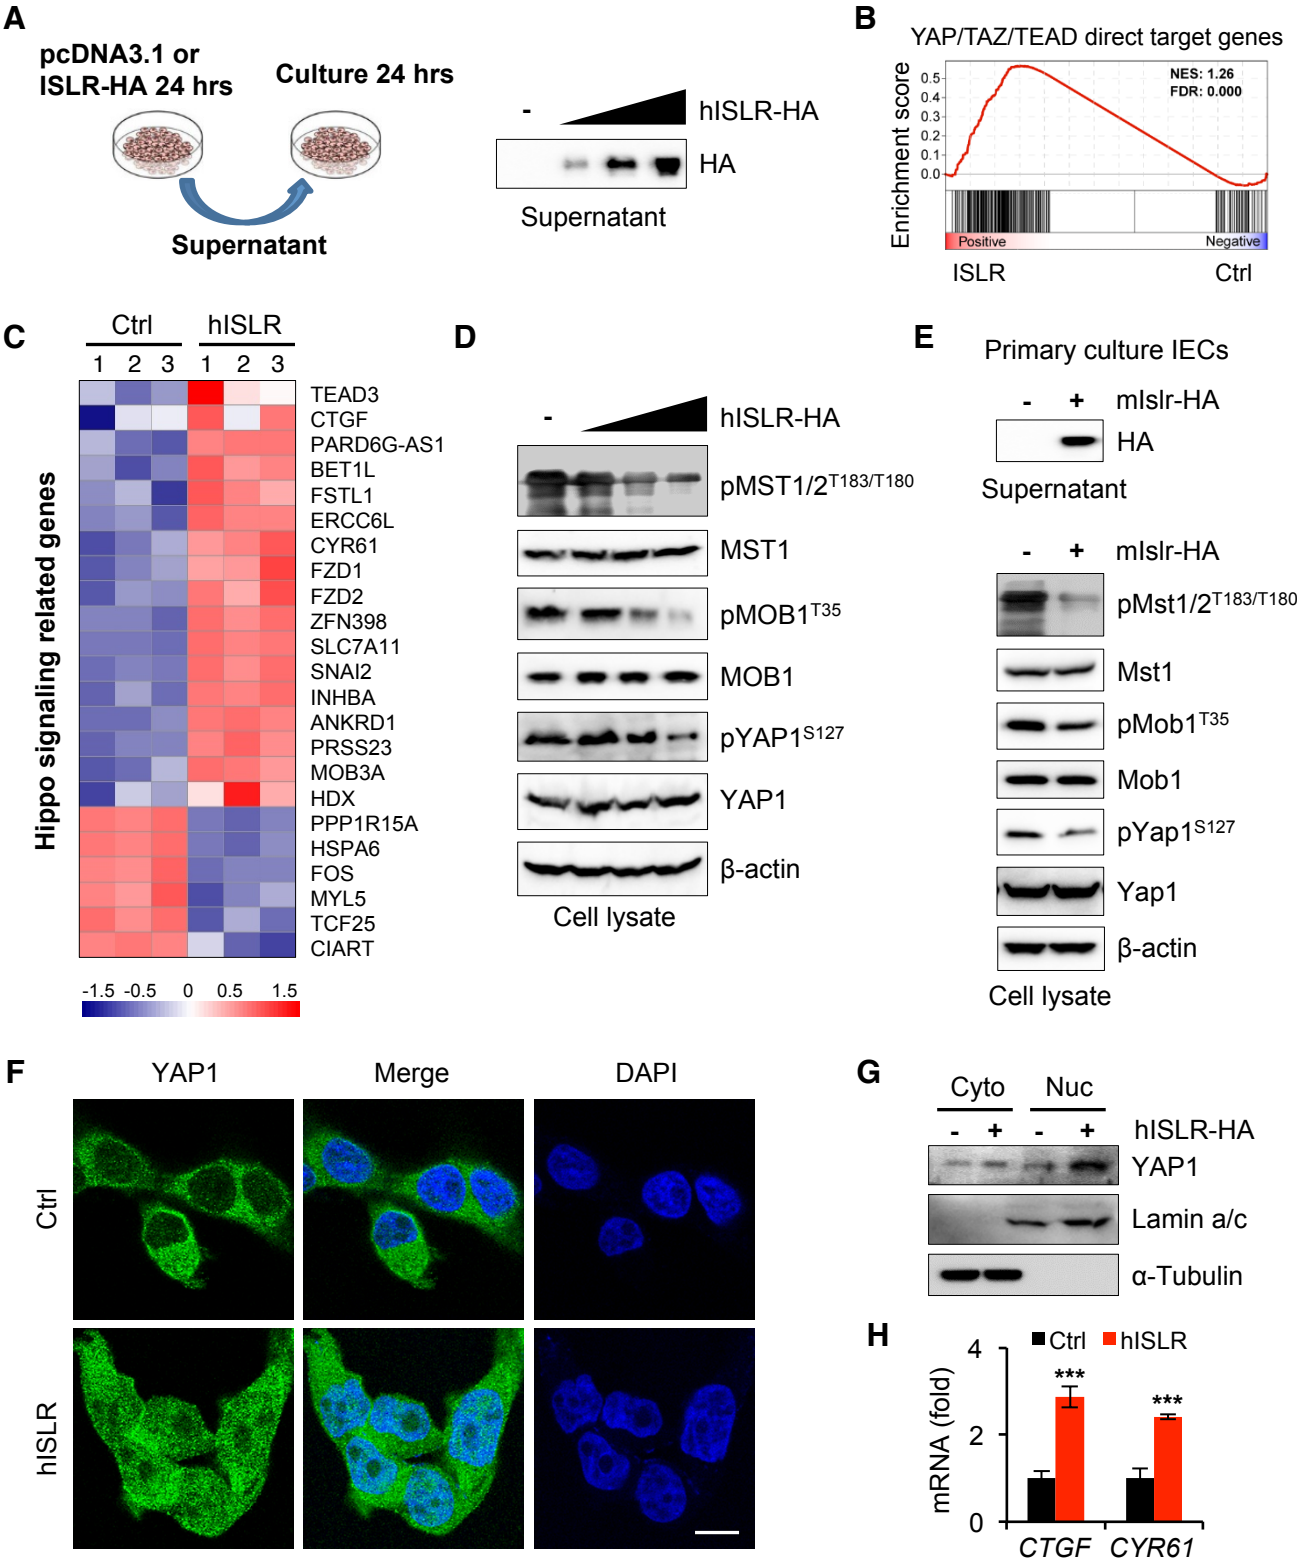 A
pcDNA3.1 or
ISLR-HA 24 hrs
Culture 24 hrs
Supernatant
-
hISLR-HA
HA
Supernatant
B
YAP/TAZ/TEAD direct target genes
Enrichment score
0.5
0.4
0.3
0.2
0.1
0.0
NES: 1.26
FDR: 0.000
Positive
Negative
ISLR
Ctrl
C
Ctrl
hISLR
1 2 3 1 2 3
Hippo signaling related genes
TEAD3
CTGF
PARD6G-AS1
BET1L
FSTL1
ERCC6L
CYR61
FZD1
FZD2
ZFN398
SLC7A11
SNAI2
INHBA
ANKRD1
PRSS23
MOB3A
HDX
PPP1R15A
HSPA6
FOS
MYL5
TCF25
CIART
-1.5 -0.5 0 0.5 1.5
D
-
hISLR-HA
pMST1/2T183/T180
MST1
pMOB1T35
MOB1
pYAP1S127
YAP1
β-actin
Cell lysate
E
Primary culture IECs
- + mIslr-HA
HA
Supernatant
- + mIslr-HA
pMst1/2T183/T180
Mst1
pMob1T35
Mob1
pYap1S127
Yap1
β-actin
Cell lysate
F
YAP1
Merge
DAPI
Ctrl
hISLR
G
Cyto
Nuc
- + - + hISLR-HA
YAP1
Lamin a/c
α-Tubulin
H
Ctrl
hISLR
mRNA (fold)
4
2
0
***
***
CTGF
CYR61